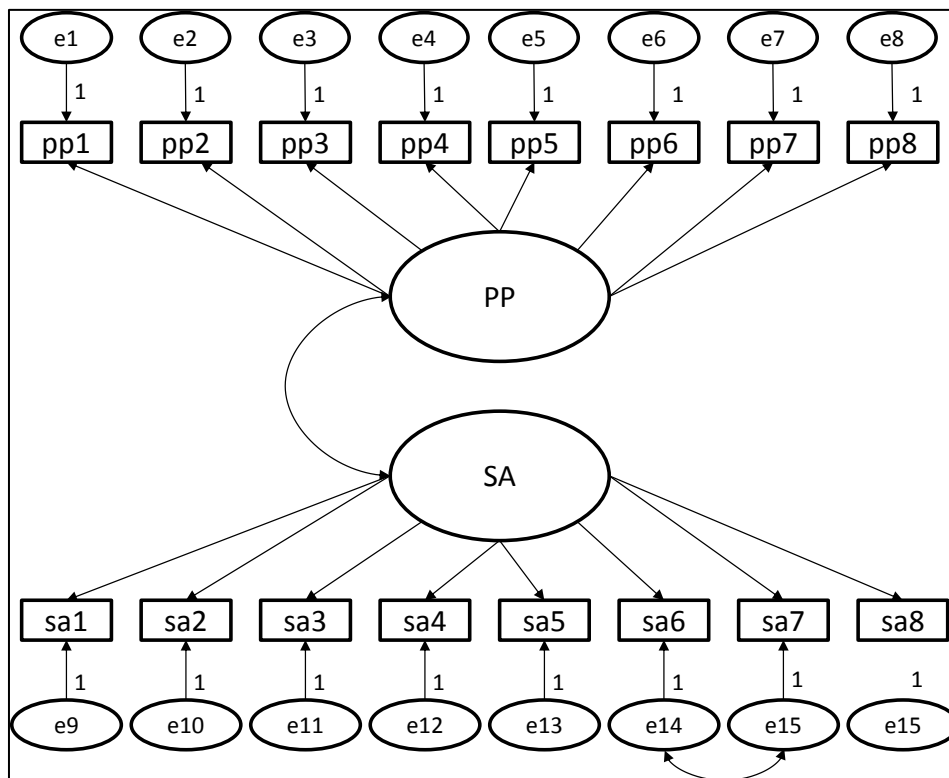 e1 e2 e3 e4 e5 e6 e7 e8
1 1 1 1 1 1 1 1
pp1 pp2 pp3 pp4 pp5 pp6 pp7 pp8
PP
SA
sa1 sa2 sa3 sa4 sa5 sa6 sa7 sa8
1 1 1 1 1 1 1 1
e9 e10 e11 e12 e13 e14 e15 e15